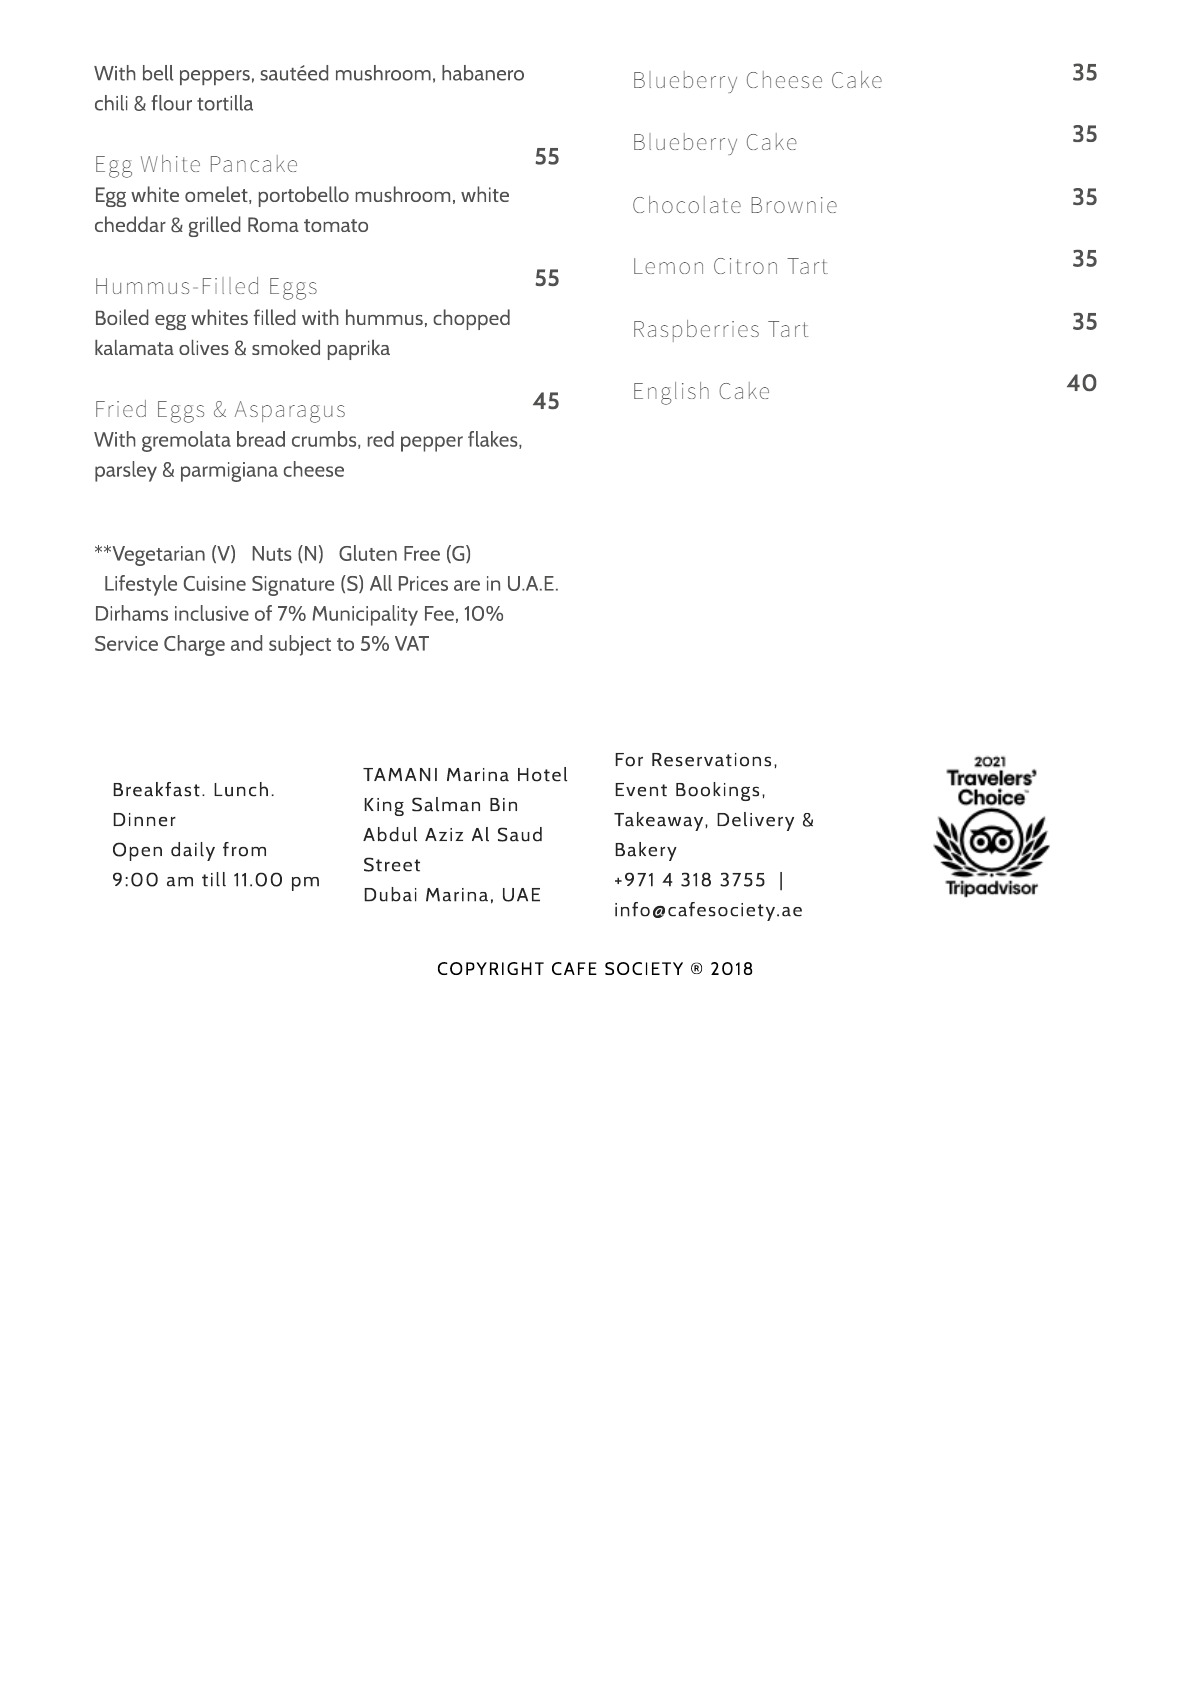 With bell peppers, sautéed mushroom, habanero
chili & flour tortilla
Egg White Pancake 55
Egg white omelet, portobello mushroom, white
cheddar & grilled Roma tomato
Hummus-Filled Eggs 55
Boiled egg whites filled with hummus, chopped
kalamata olives & smoked paprika
Fried Eggs & Asparagus 45
With gremolata bread crumbs, red pepper flakes,
parsley & parmigiana cheese
**Vegetarian (V) Nuts (N) Gluten Free (G)
Lifestyle Cuisine Signature (S) All Prices are in U.A.E.
Dirhams inclusive of 7% Municipality Fee, 10%
Service Charge and subject to 5% VAT
Blueberry Cheese Cake 35
Blueberry Cake 35
Chocolate Brownie 35
Lemon Citron Tart 35
Raspberries Tart 35
English Cake 40
Breakfast. Lunch.
Dinner
Open daily from
9:00 am till 11.00 pm
TAMANI Marina Hotel
King Salman Bin
Abdul Aziz Al Saud
Street
Dubai Marina, UAE
For Reservations,
Event Bookings,
Takeaway, Delivery &
Bakery
+971 4 318 3755 |
info@cafesociety.ae
2021
Travelers'
Choice™
Tripadvisor
COPYRIGHT CAFE SOCIETY ® 2018